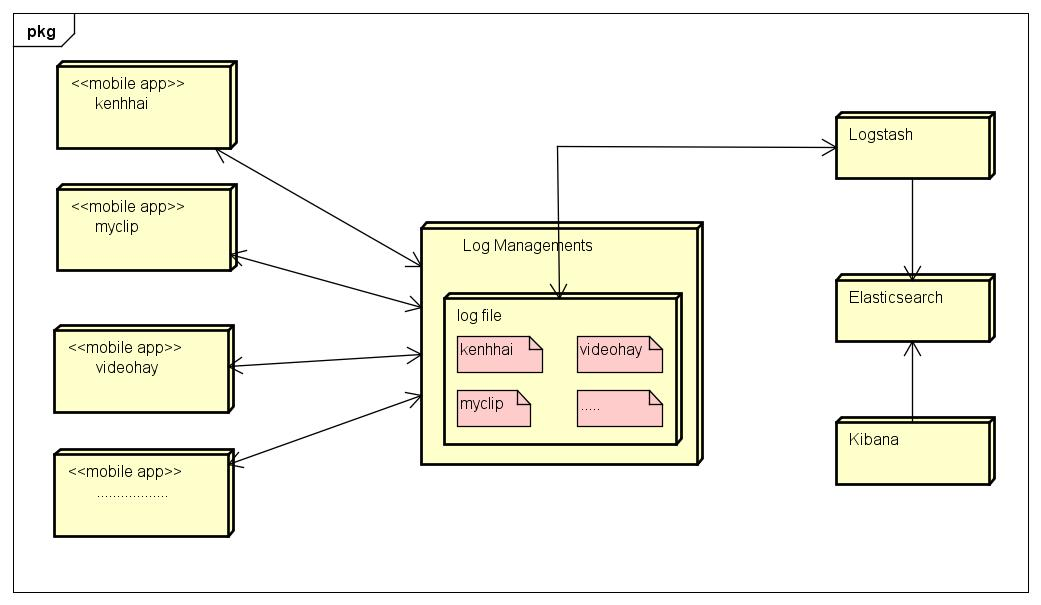 pkg
<<mobile app>>
kenhhai
<<mobile app>>
myclip
<<mobile app>>
videohay
<<mobile app>>
..................
Log Managements
log file
kenhhai
videohay
myclip
.....
Logstash
Elasticsearch
Kibana